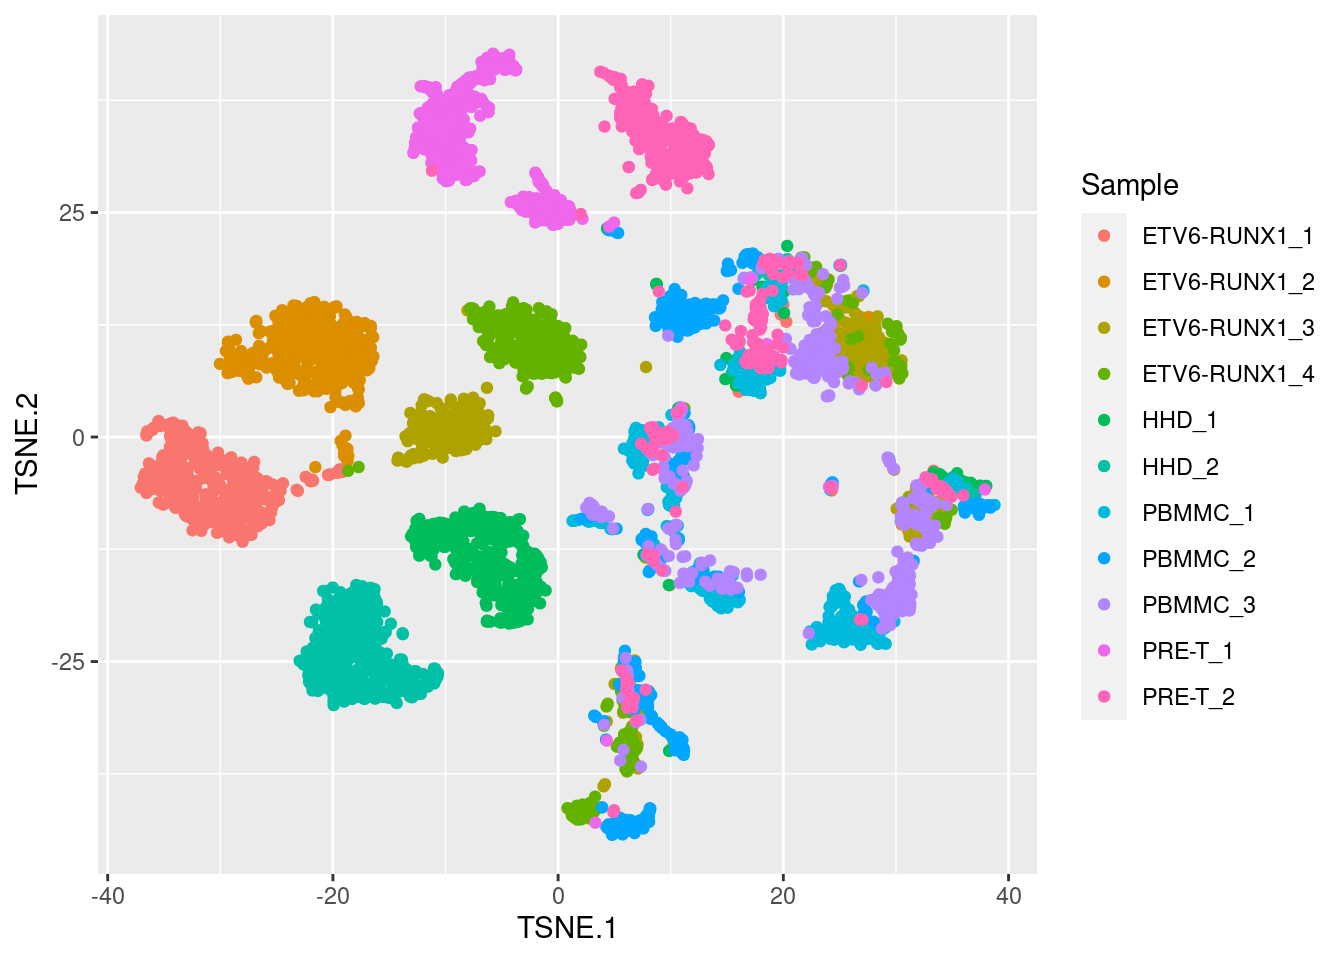 TSNE.2
25
0
-25
-40
-20
0
20
40
TSNE.1
Sample
ETV6-RUNX1_1
ETV6-RUNX1_2
ETV6-RUNX1_3
ETV6-RUNX1_4
HHD_1
HHD_2
PBMMC_1
PBMMC_2
PBMMC_3
PRE-T_1
PRE-T_2